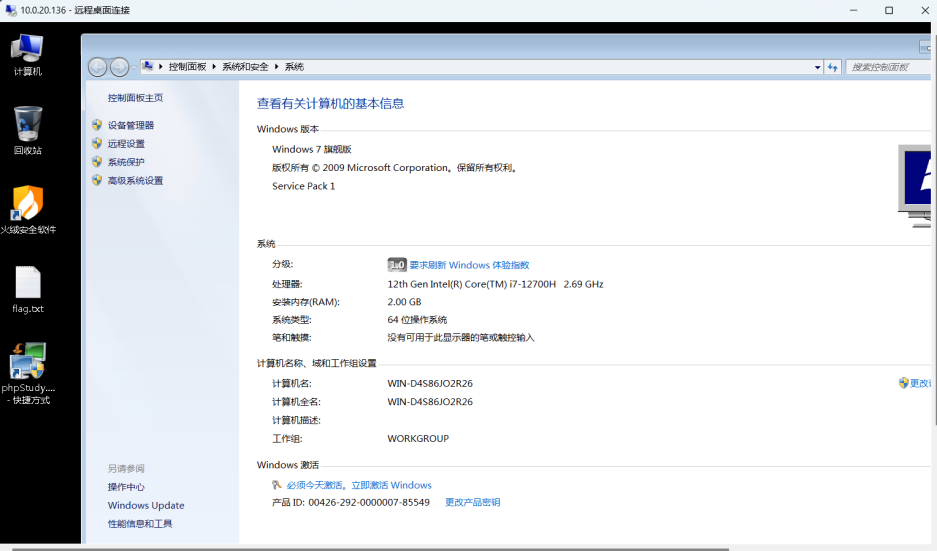 10.0.20.136 - 远程桌面连接
计算机
回收站
火绒安全软件
flag.txt
phpStudy....
- 快捷方式
控制面板 系统和安全 系统
搜索控制面板
控制面板主页
设备管理器
远程设置
系统保护
高级系统设置
另请参阅
操作中心
Windows Update
性能信息和工具
查看有关计算机的基本信息
Windows 版本
Windows 7 旗舰版
版权所有 © 2009 Microsoft Corporation。保留所有权利。
Service Pack 1
系统
分级: 1.0 要求刷新 Windows 体验指数
处理器: 12th Gen Intel(R) Core(TM) i7-12700H 2.69 GHz
安装内存(RAM): 2.00 GB
系统类型: 64 位操作系统
笔和触摸: 没有可用于此显示器的笔或触控输入
计算机名称、域和工作组设置
计算机名: WIN-D4S86JO2R26
更改
计算机全名: WIN-D4S86JO2R26
计算机描述:
工作组: WORKGROUP
Windows 激活
必须今天激活。立即激活 Windows
产品 ID: 00426-292-0000007-85549 更改产品密钥